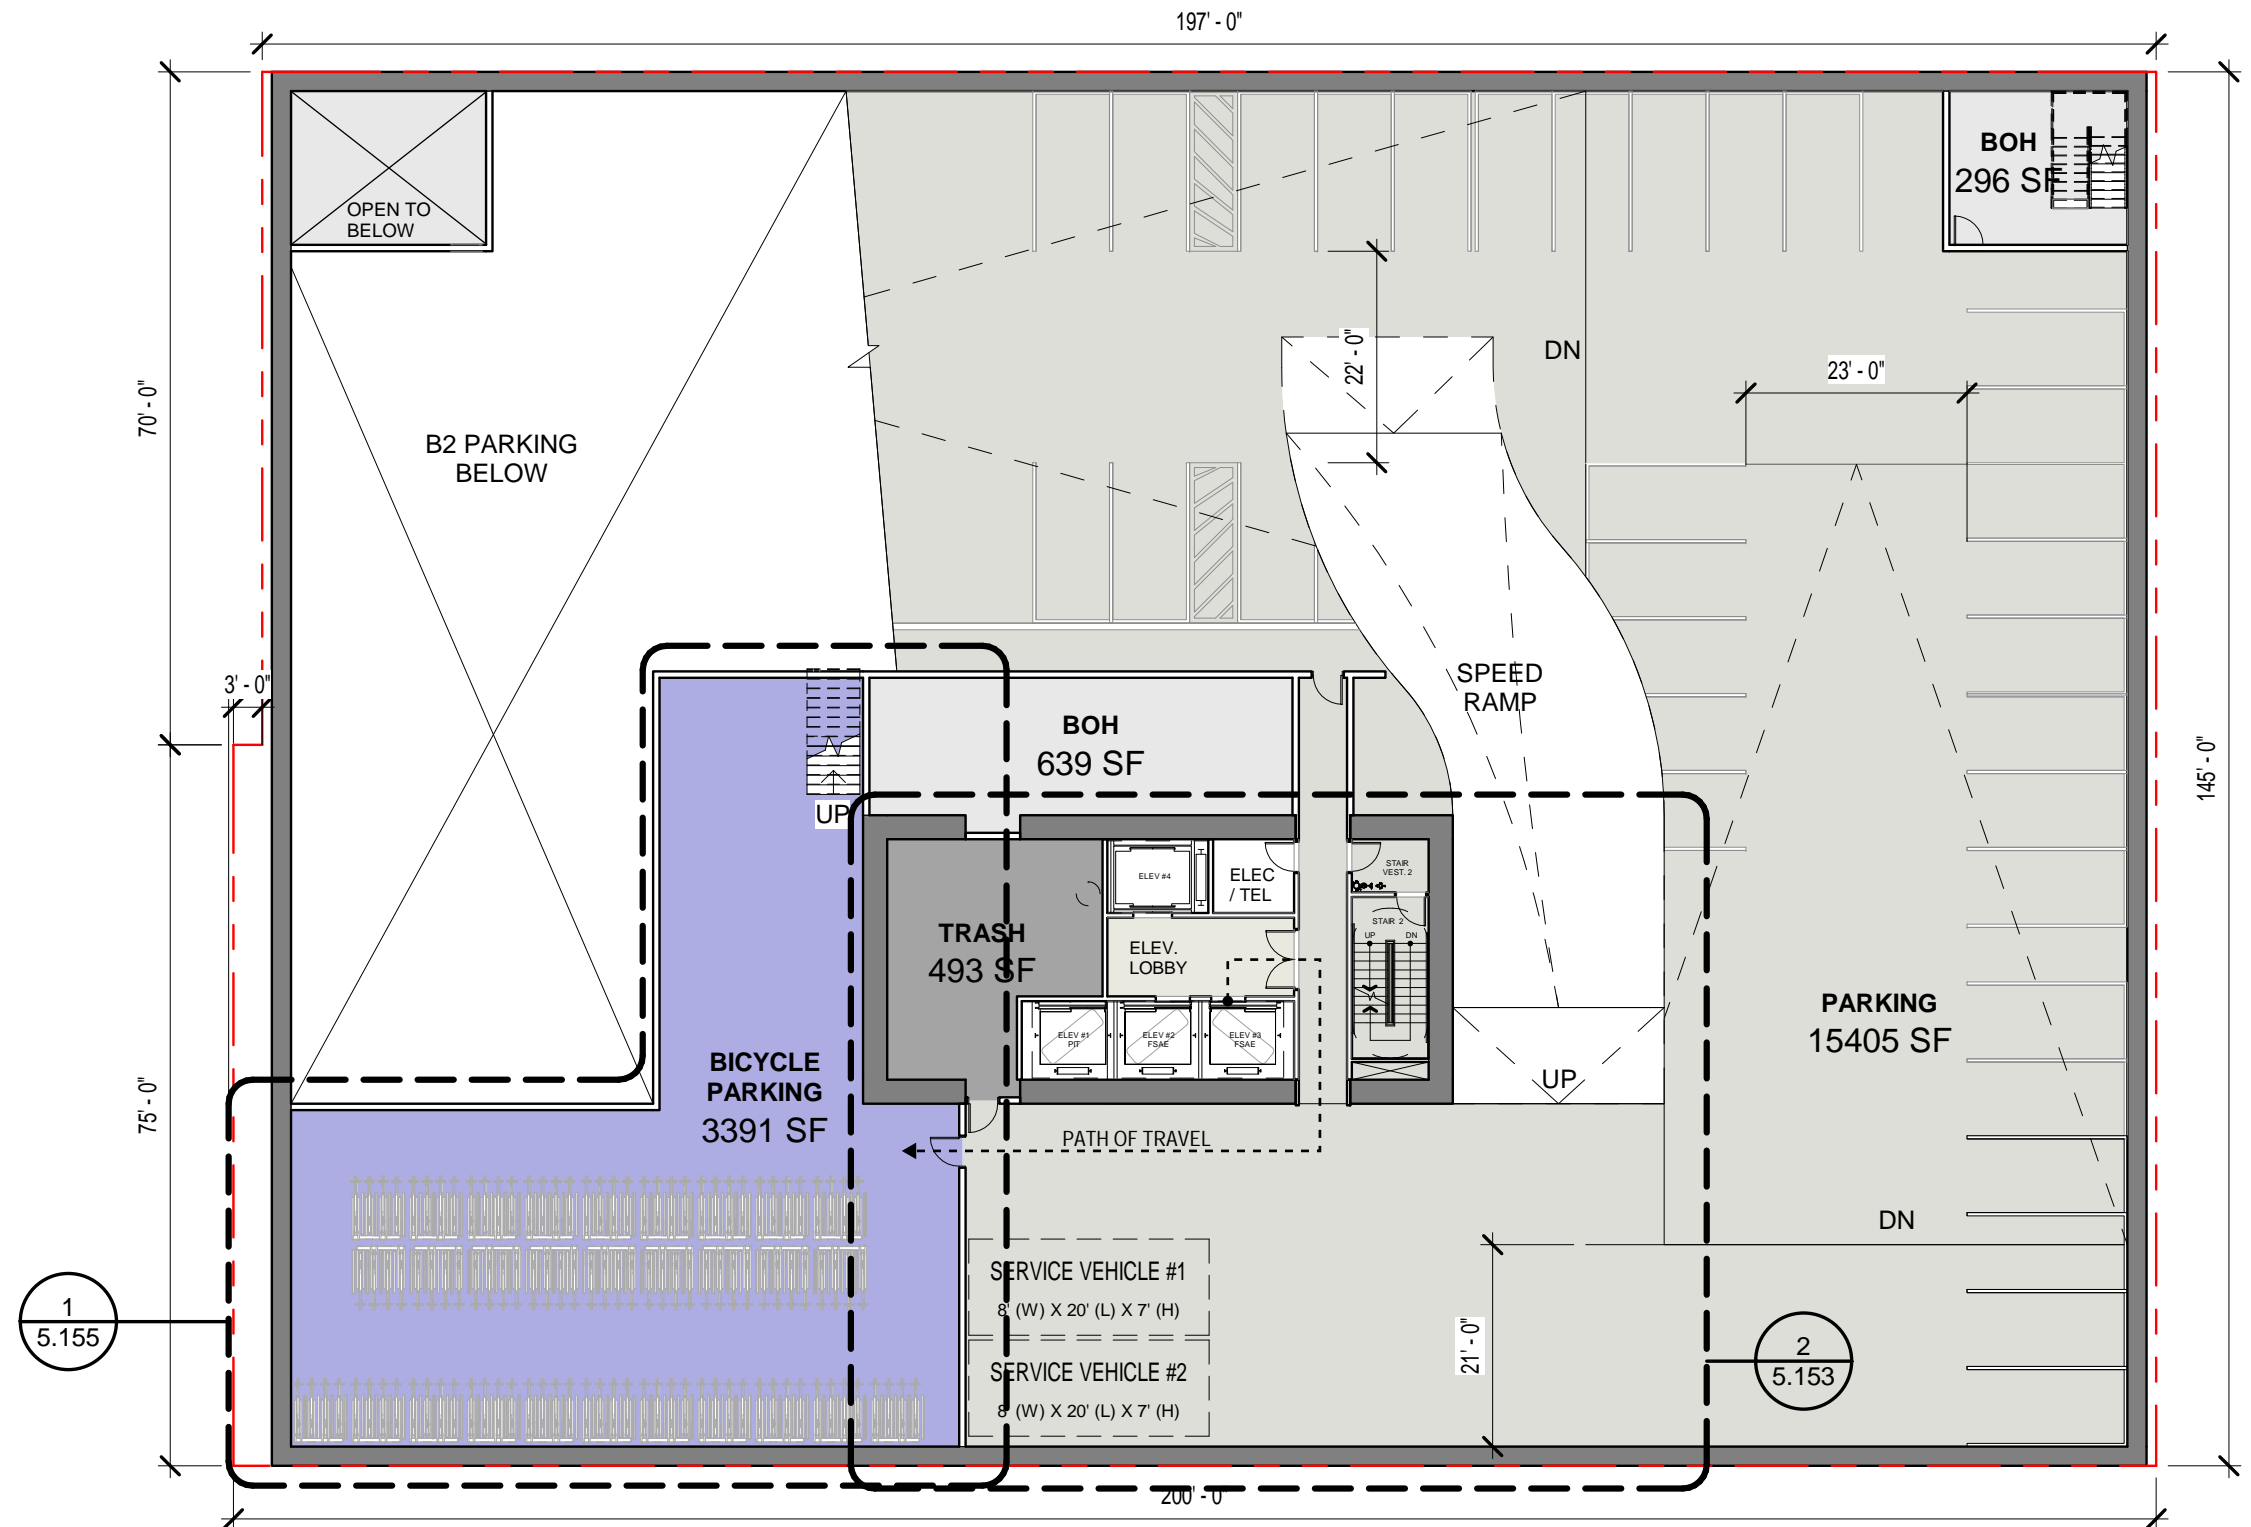 197' - 0"
BOH
296 SF
OPEN TO
BELOW
22' - 0"
DN
23' - 0"
70' - 0"
B2 PARKING
BELOW
3' - 0"
SPEED
RAMP
BOH
639 SF
145' - 0"
UP
ELEV #4
ELEC
/ TEL
STAIR
VEST. 2
TRASH
493 SF
STAIR 2
UP
DN
ELEV.
LOBBY
PARKING
15405 SF
ELEV #1
PIT
ELEV #2
FSAE
ELEV #3
FSAE
BICYCLE
PARKING
3391 SF
UP
75' - 0"
PATH OF TRAVEL
DN
SERVICE VEHICLE #1
8' (W) X 20' (L) X 7' (H)
1
5.155
21' - 0"
2
5.153
SERVICE VEHICLE #2
8' (W) X 20' (L) X 7' (H)
200' - 0"